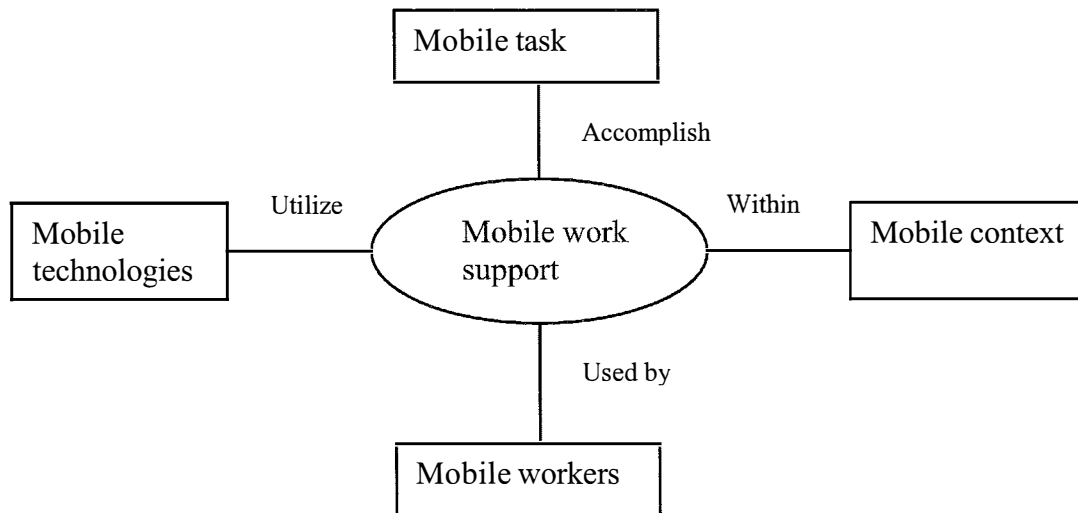 Mobile task
Accomplish
Utilize
Within
Mobile
technologies
Mobile work
support
Mobile context
Used by
Mobile workers